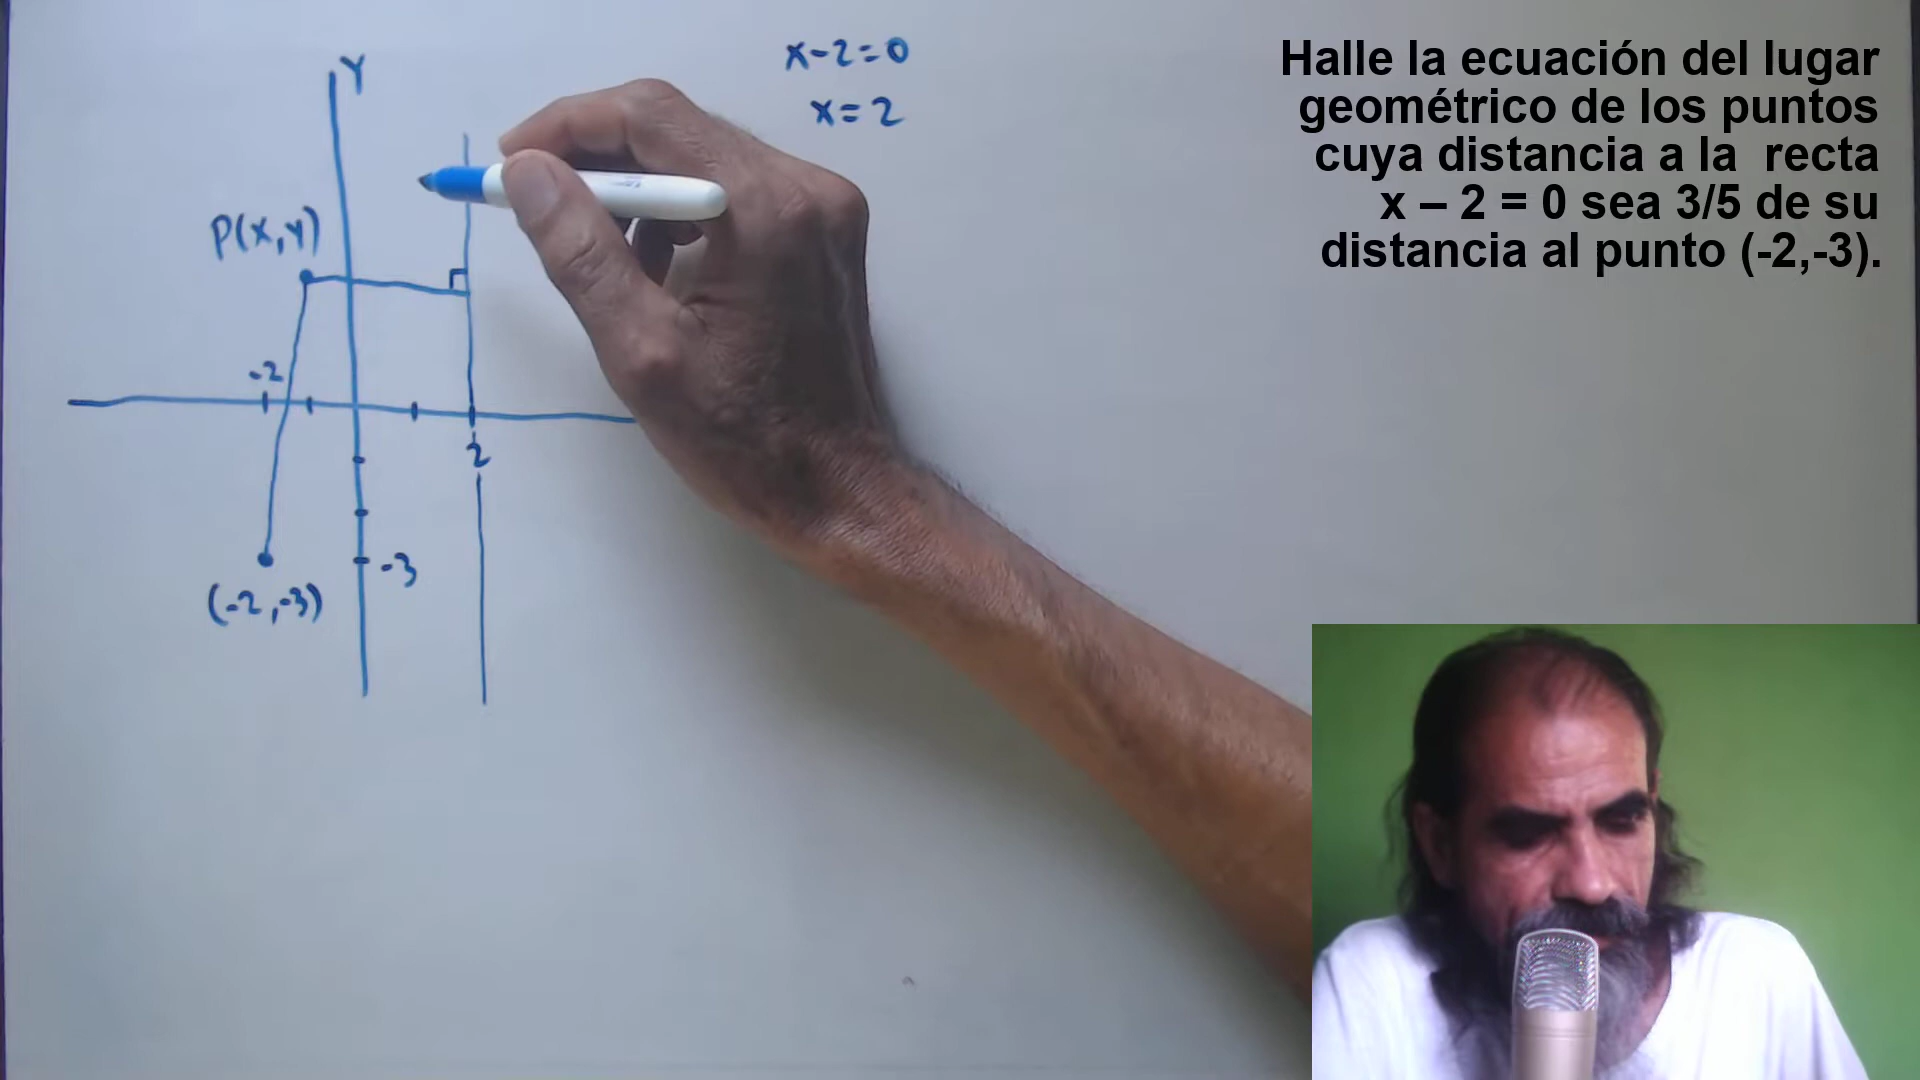 x-2=0
x=2
Y
P(X,Y)
-2
2
-3
(-2,-3)
Halle la ecuación del lugar
geométrico de los puntos
cuya distancia a la recta
x – 2 = 0 sea 3/5 de su
distancia al punto (-2,-3).